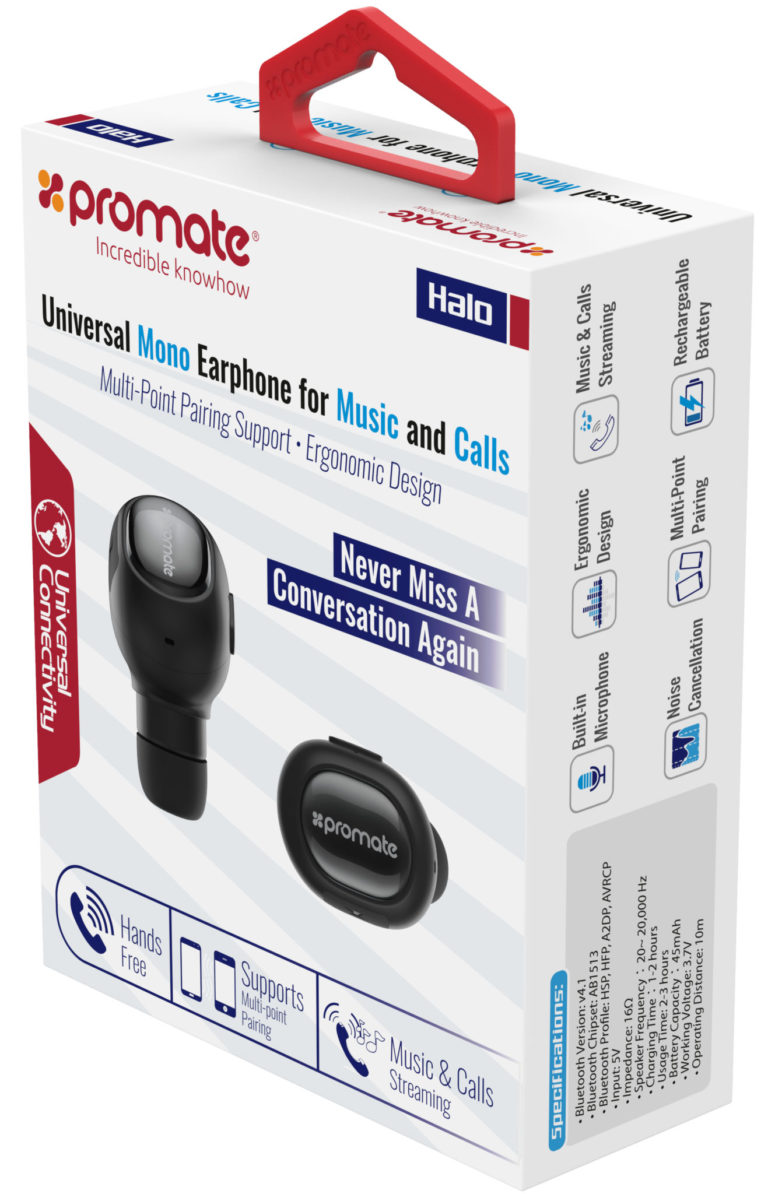 promate
Halo
Universal Mono
phone for Music
Calls
promate
Incredible knowhow
promate®
Incredible knowhow
Halo
Universal Mono Earphone for Music and Calls
Multi-Point Pairing Support • Ergonomic Design
Universal
Connectivity
Never Miss A
Conversation Again
promate
promate
Hands
Free
Supports
Multi-point
Pairing
Music & Calls
Streaming
Music & Calls
Streaming
Rechargeable
Battery
Ergonomic
Design
Multi-Point
Pairing
Built-in
Microphone
Noise
Cancellation
Specifications:
• Bluetooth Version: v4.1
• Bluetooth Chipset: AB1513
• Bluetooth Profile: HSP, HFP, A2DP, AVRCP
• Input: 5V
• Impedance: 16Ω
• Speaker Frequency : 20~ 20,000 Hz
• Charging Time : 1-2 hours
• Usage Time: 2-3 hours
• Battery Capacity : 45mAh
• Working Voltage: 3.7V
• Operating Distance: 10m